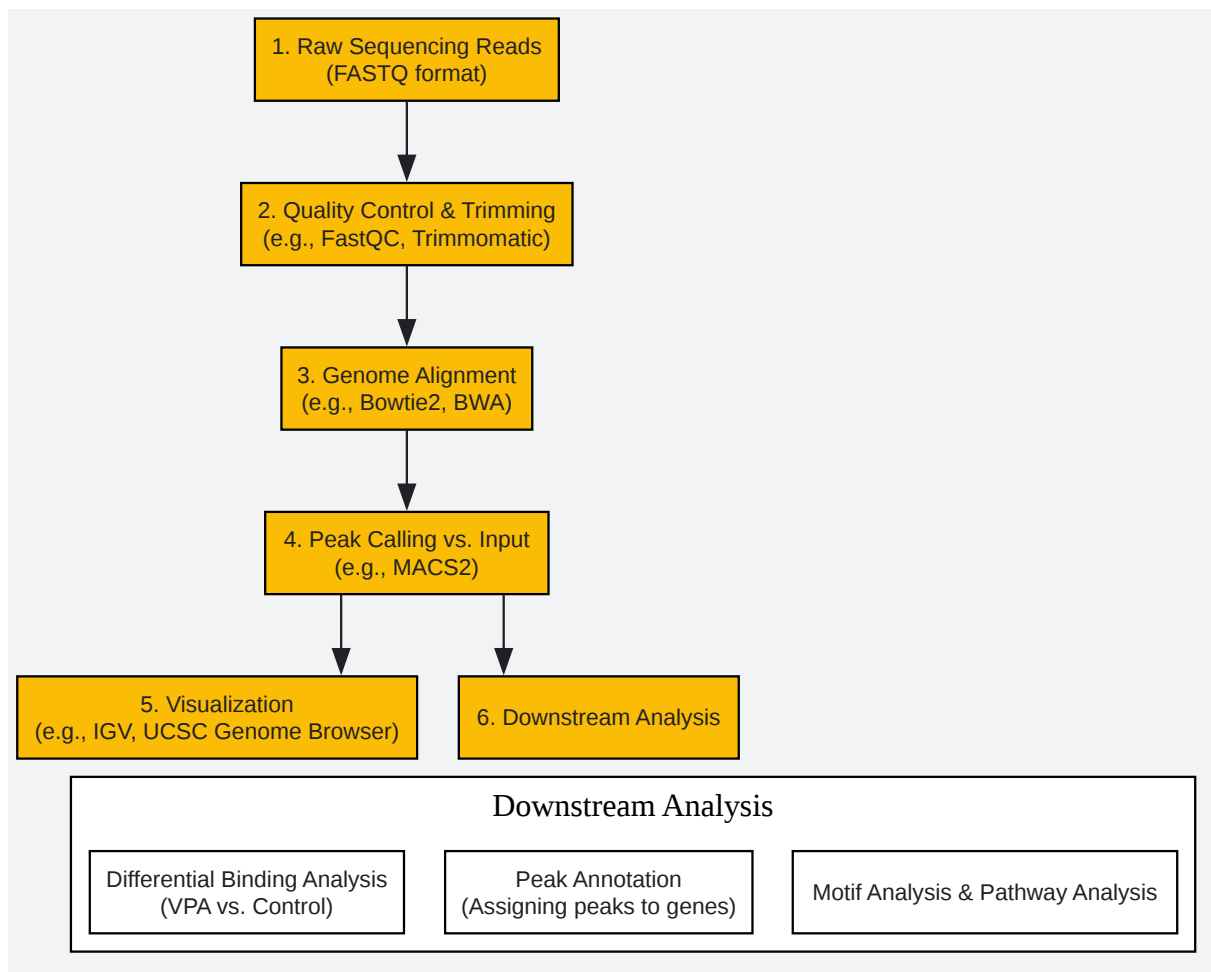 1. Raw Sequencing Reads
(FASTQ format)
2. Quality Control & Trimming
(e.g., FastQC, Trimmomatic)
3. Genome Alignment
(e.g., Bowtie2, BWA)
4. Peak Calling vs. Input
(e.g., MACS2)
5. Visualization
(e.g., IGV, UCSC Genome Browser)
6. Downstream Analysis
Downstream Analysis
Differential Binding Analysis
(VPA vs. Control)
Peak Annotation
(Assigning peaks to genes)
Motif Analysis & Pathway Analysis